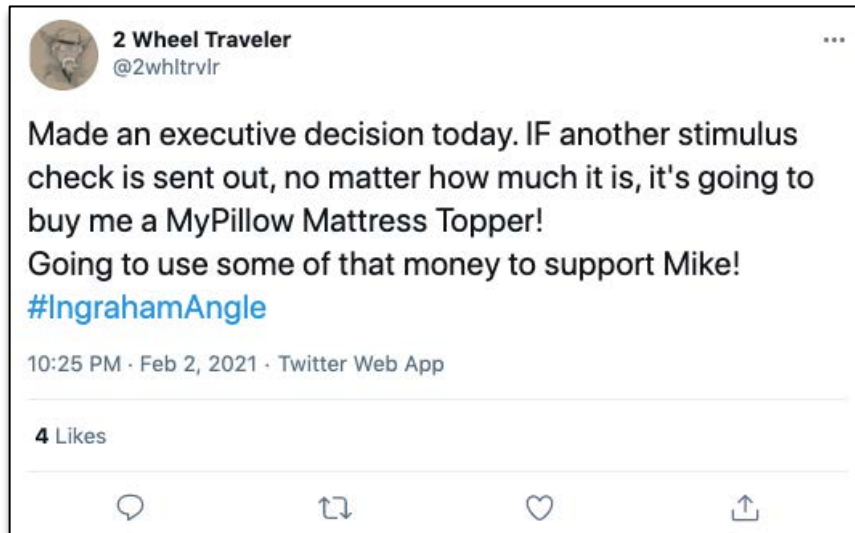 2 Wheel Traveler
@2whltrvlr
Made an executive decision today. IF another stimulus
check is sent out, no matter how much it is, it's going to
buy me a MyPillow Mattress Topper!
Going to use some of that money to support Mike!
#IngrahamAngle
10:25 PM · Feb 2, 2021 · Twitter Web App
4 Likes